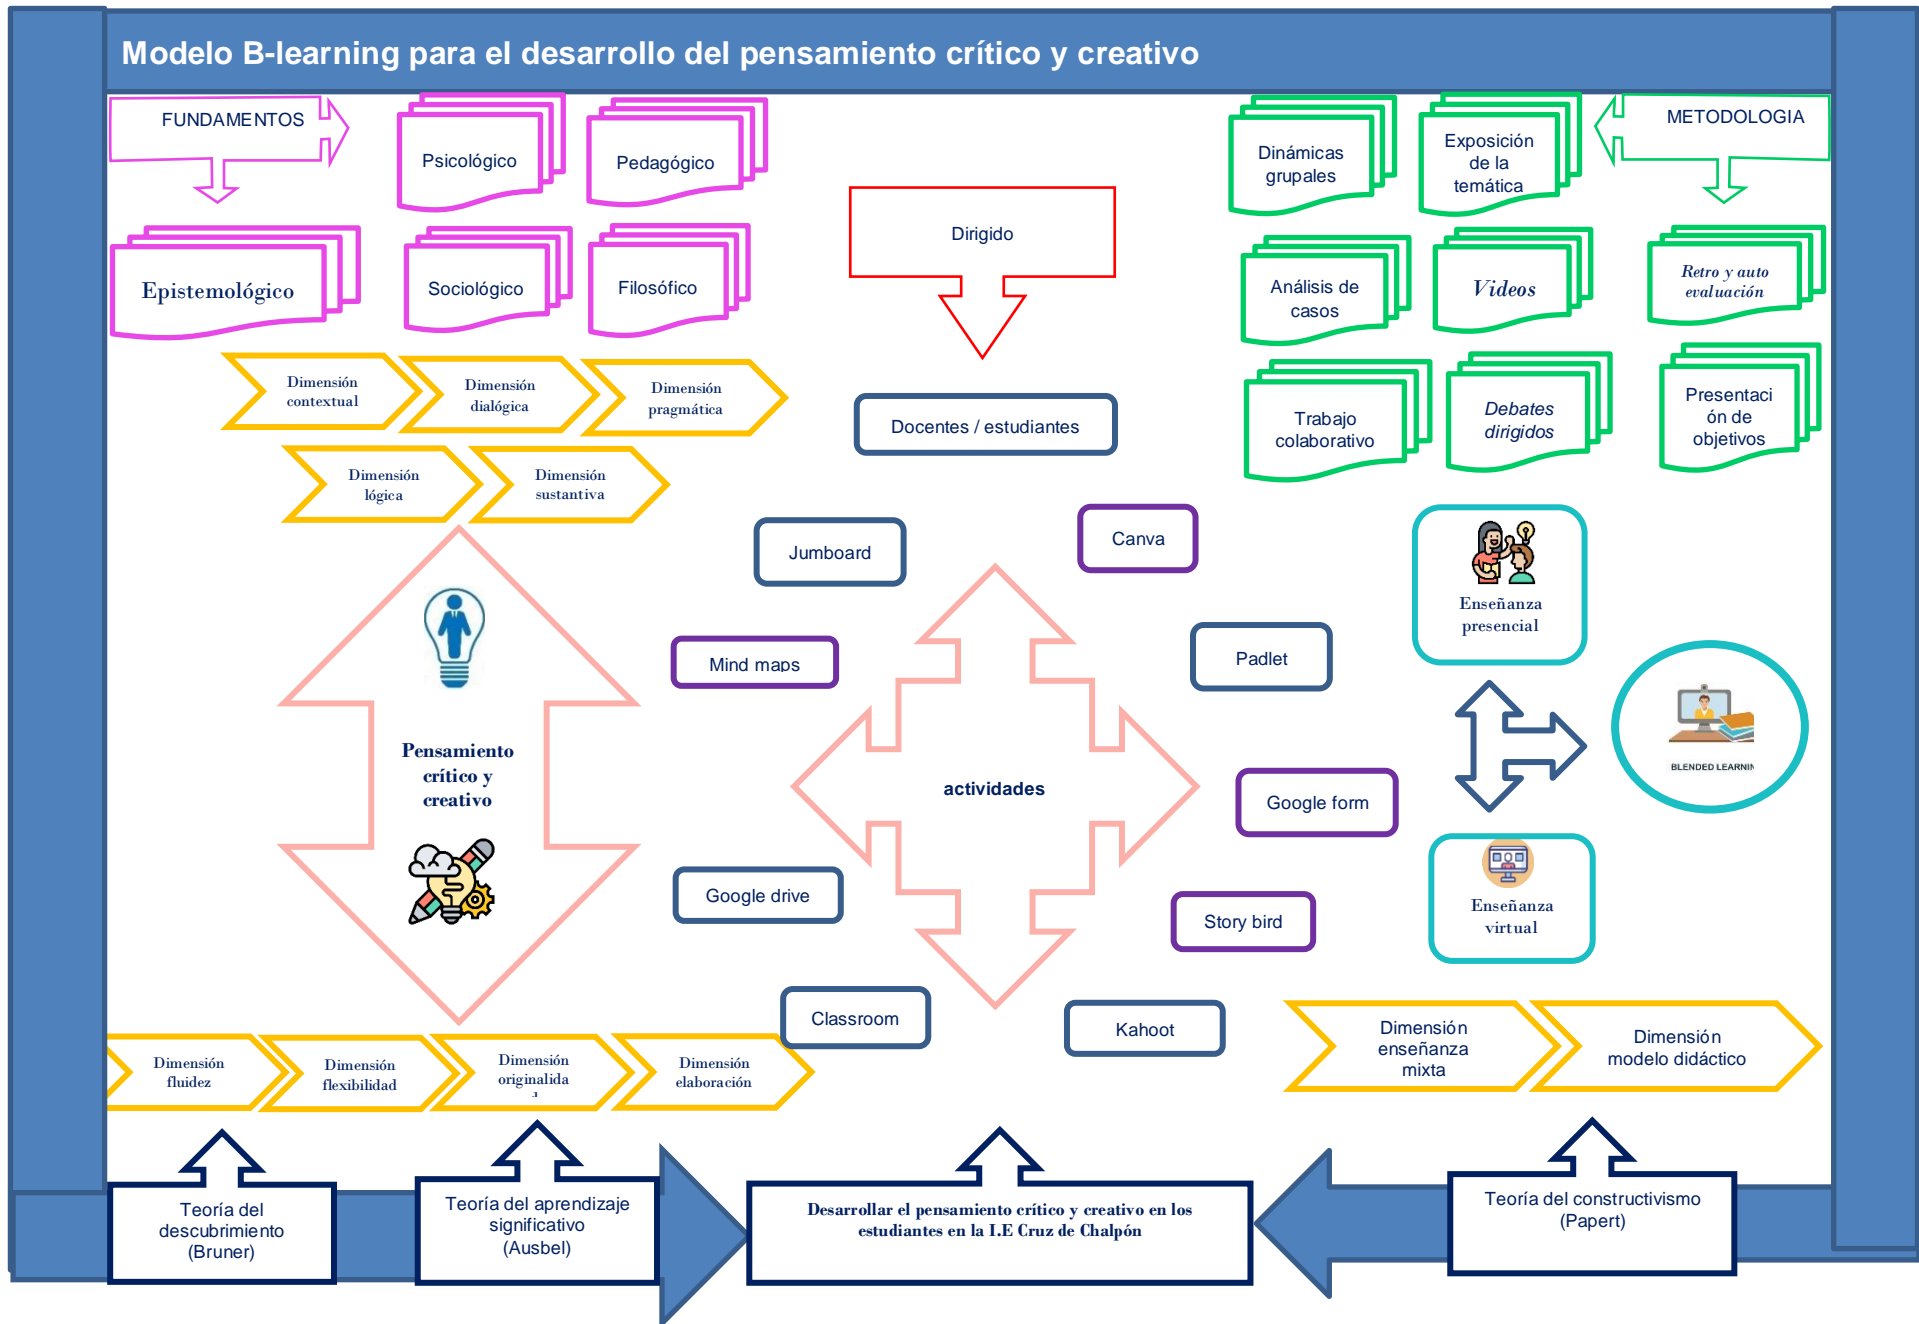 Modelo B-learning para el desarrollo del pensamiento crítico y creativo
FUNDAMENTOS
Psicológico
Pedagógico
Epistemológico
Sociológico
Filosófico
Dirigido
Docentes / estudiantes
METODOLOGIA
Dinámicas
grupales
Exposición
de la
temática
Análisis de
casos
Videos
Retro y auto
evaluación
Trabajo
colaborativo
Debates
dirigidos
Presentaci
ón de
objetivos
Dimensión
contextual
Dimensión
dialógica
Dimensión
pragmática
Dimensión
lógica
Dimensión
sustantiva
Pensamiento
crítico y
creativo
Jumboard
Canva
Mind maps
Padlet
actividades
Google form
Google drive
Story bird
Classroom
Kahoot
Enseñanza
presencial
BLENDED LEARNIN
Enseñanza
virtual
Dimensión
fluidez
Dimensión
flexibilidad
Dimensión
originalida
Dimensión
elaboración
Dimensión
enseñanza
mixta
Dimensión
modelo didáctico
Teoría del
descubrimiento
(Bruner)
Teoría del aprendizaje
significativo
(Ausbel)
Desarrollar el pensamiento crítico y creativo en los
estudiantes en la I.E Cruz de Chalpón
Teoría del constructivismo
(Papert)